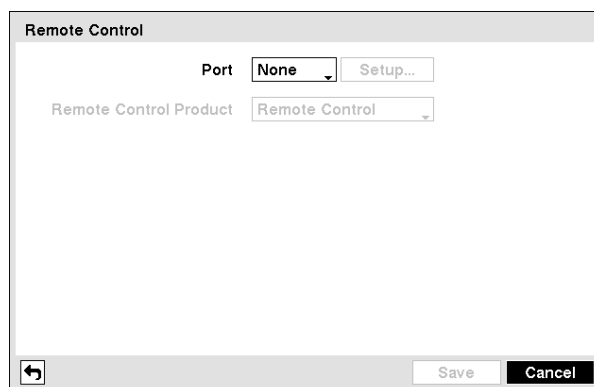 Remote Control
Port None Setup...
Remote Control Product Remote Control
Save Cancel